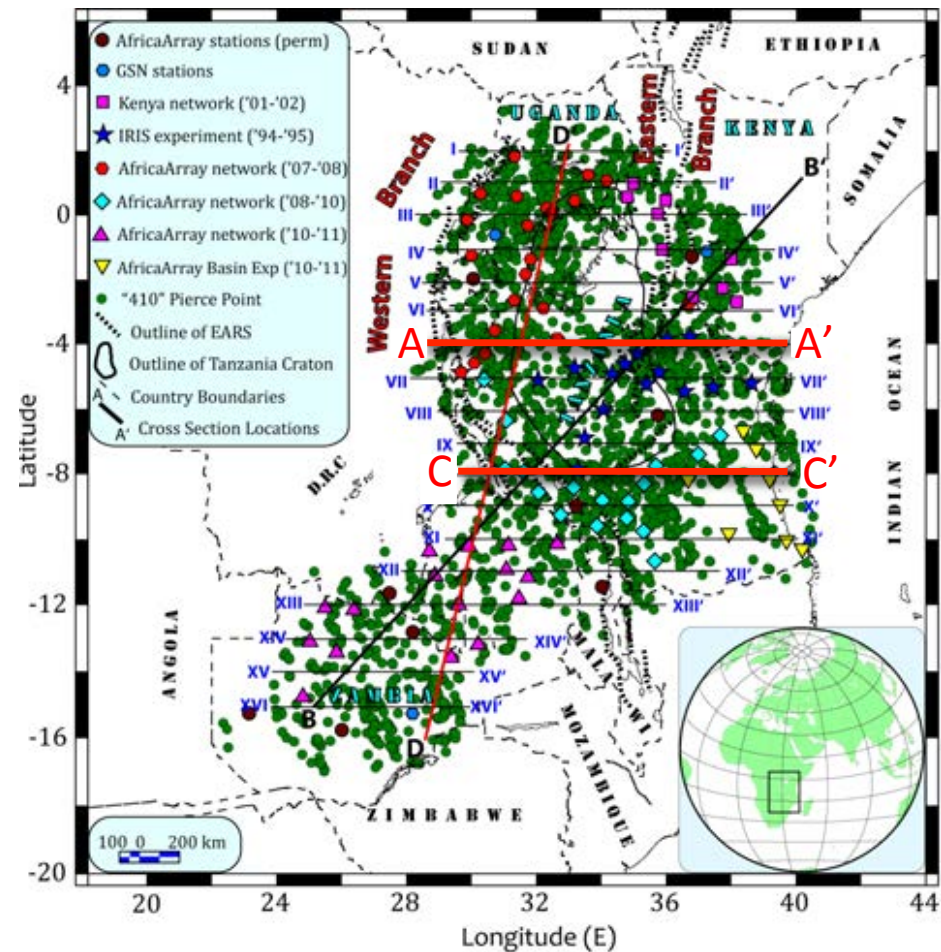 AfricaArray stations (perm)
GSN stations
Kenya network ('01-'02)
IRIS experiment ('94-'95)
AfricaArray network ('07-'08)
AfricaArray network ('08-'10)
AfricaArray network ('10-'11)
AfricaArray Basin Exp ('10-'11)
"410" Pierce Point
Outline of EARS
Outline of Tanzania Craton
A
Country Boundaries
A' Cross Section Locations
SUDAN
ETHIOPIA
UGANDA
KENYA
SOMALIA
Eastern
Branch
Western
Branch
D
B'
I I'
II II'
III III'
IV IV'
V V'
VI VI'
A A'
VII VII'
VIII VIII'
IX IX'
C C'
X X'
XI XI'
XII XII'
XIII XIII'
XIV XIV'
XV XV'
XVI XVI'
D.R.C
ANGOLA
ZAMBIA
B
D
MALAWI
MOZAMBIQUE
ZIMBABWE
INDIAN OCEAN
100 0 200 km
4
0
-4
-8
-12
-16
-20
Latitude
20 24 28 32 36 40 44
Longitude (E)